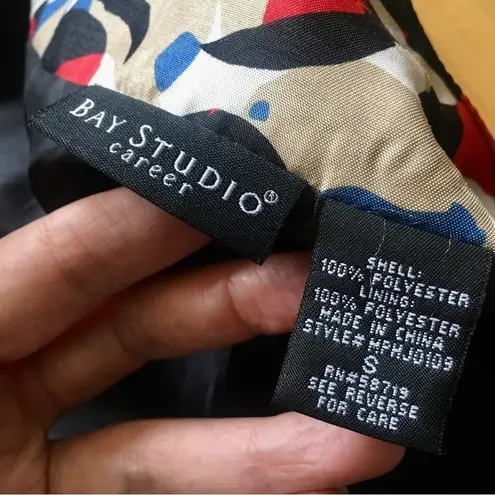 BAY STUDIO®
career
SHELL:
100% POLYESTER
LINING:
100% POLYESTER
MADE IN CHINA
STYLE# MPMJ0109
S
RN#58719
SEE REVERSE
FOR CARE